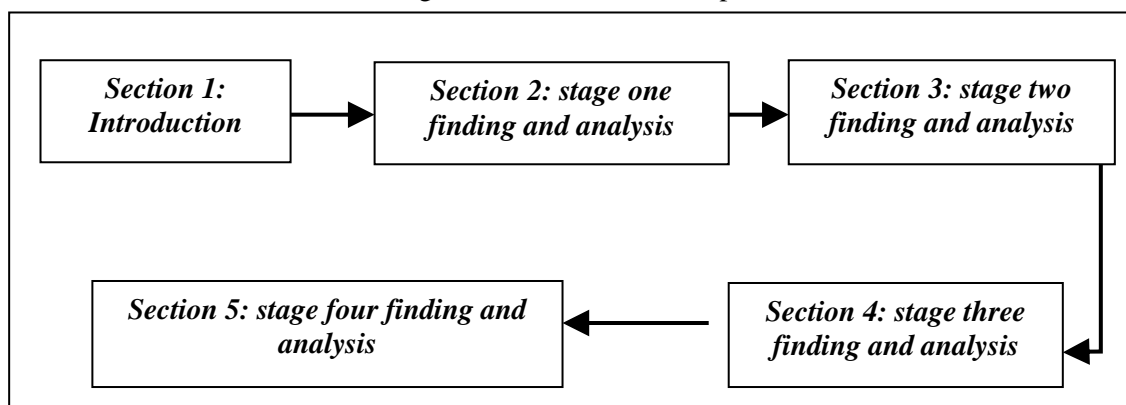 Section 1:
Introduction
Section 2: stage one
finding and analysis
Section 3: stage two
finding and analysis
Section 4: stage three
finding and analysis
Section 5: stage four finding and
analysis